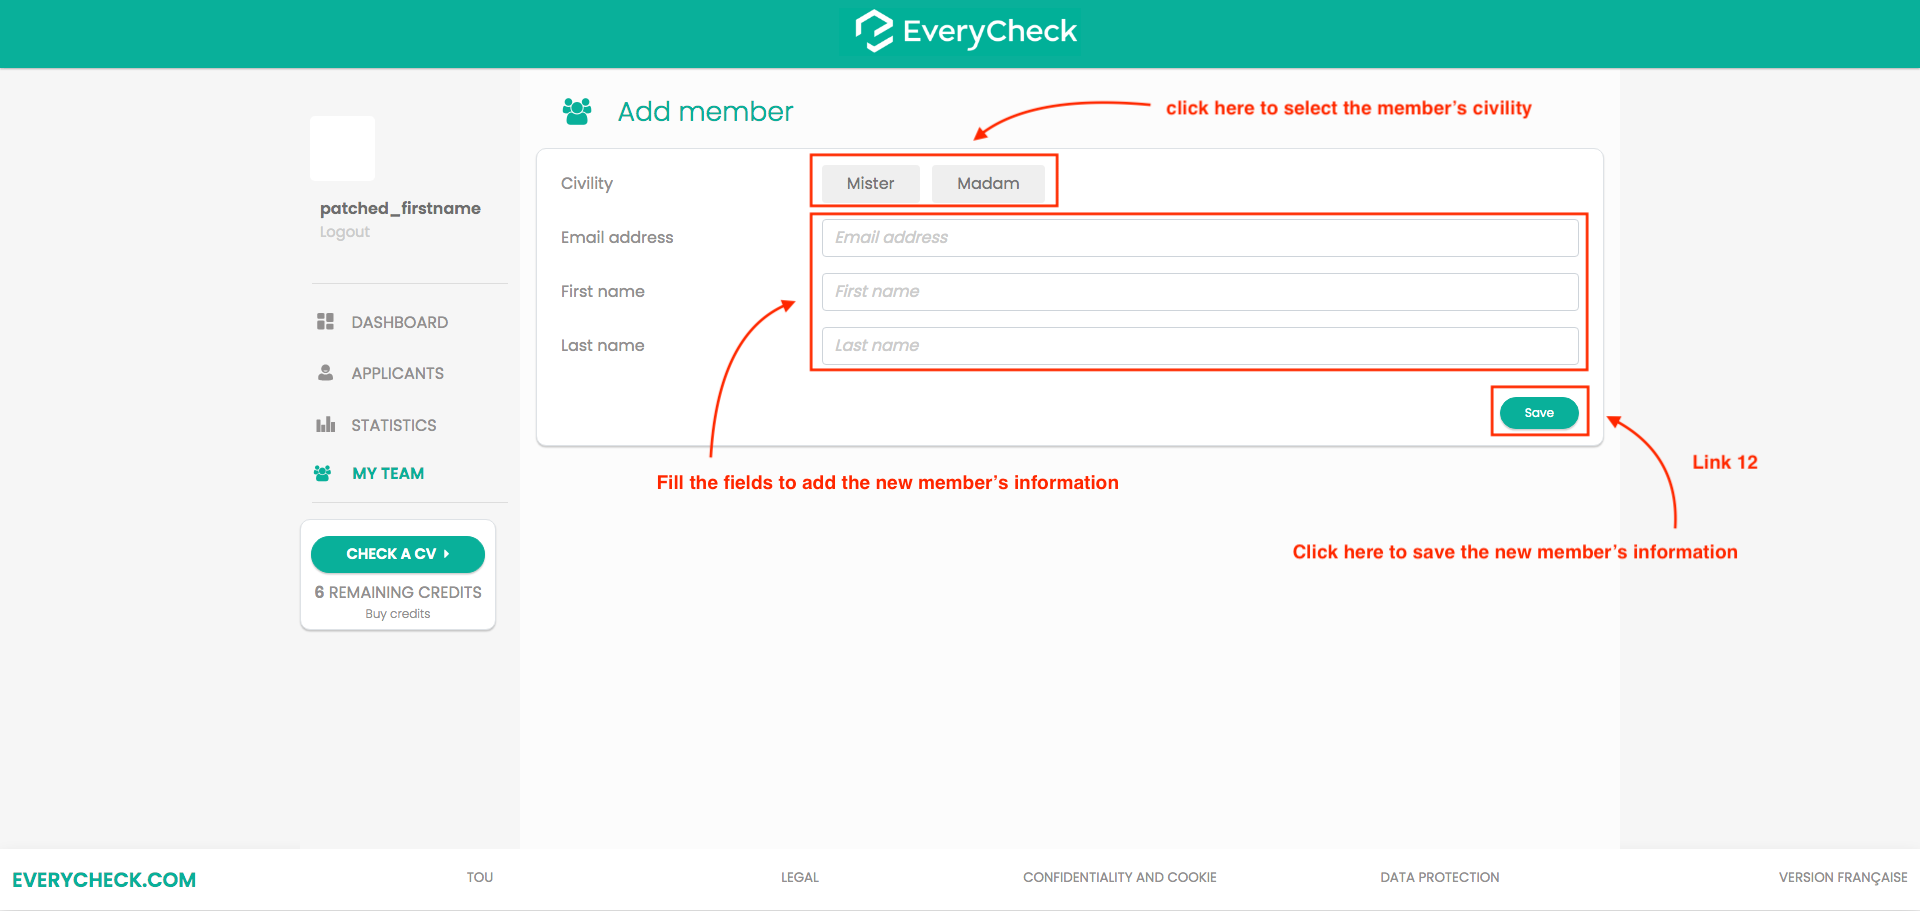 EveryCheck
Add member
click here to select the member's civility
patched_firstname
Logout
DASHBOARD
APPLICANTS
STATISTICS
MY TEAM
CHECK A CV
6 REMAINING CREDITS
Buy credits
Civility
Mister
Madam
Email address
Email address
First name
First name
Last name
Last name
Save
Fill the fields to add the new member's information
Link 12
Click here to save the new member's information
EVERYCHECK.COM
TOU
LEGAL
CONFIDENTIALITY AND COOKIE
DATA PROTECTION
VERSION FRANÇAISE